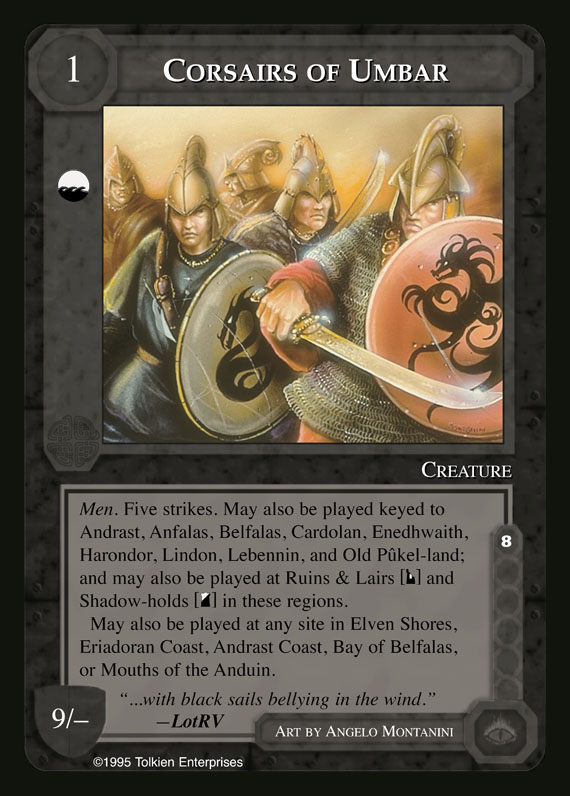 1
CORSAIRS OF UMBAR
CREATURE
Men. Five strikes. May also be played keyed to
Andrast, Anfalas, Belfalas, Cardolan, Enedhwaith,
Harondor, Lindon, Lebennin, and Old Pûkel-land;
and may also be played at Ruins & Lairs [] and
Shadow-holds [] in these regions.
May also be played at any site in Elven Shores,
Eriadoran Coast, Andrast Coast, Bay of Belfalas,
or Mouths of the Anduin.
8
“...with black sails bellying in the wind.”
–LotRV
9/–
ART BY ANGELO MONTANINI
©1995 Tolkien Enterprises